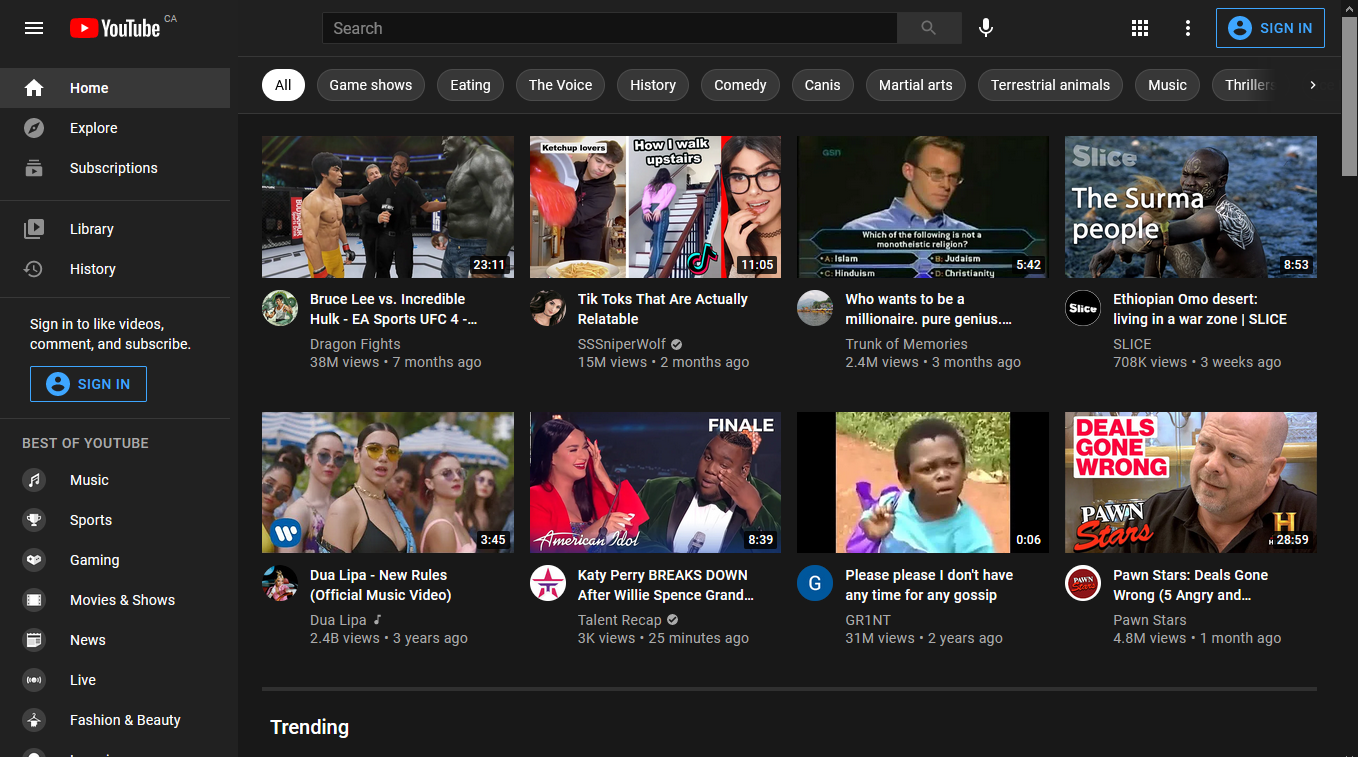 YouTube CA
Search
SIGN IN
Home
Explore
Subscriptions
Library
History
Sign in to like videos,
comment, and subscribe.
SIGN IN
BEST OF YOUTUBE
Music
Sports
Gaming
Movies & Shows
News
Live
Fashion & Beauty
All
Game shows
Eating
The Voice
History
Comedy
Canis
Martial arts
Terrestrial animals
Music
Thrillers
23:11
Bruce Lee vs. Incredible
Hulk - EA Sports UFC 4 -...
Dragon Fights
38M views • 7 months ago
Ketchup lovers
How I walk
upstairs
11:05
Tik Toks That Are Actually
Relatable
SSSniperWolf
15M views • 2 months ago
GSN
Which of the following is not a
monotheistic religion?
A: Islam
B: Judaism
C: Hinduism
D: Christianity
5:42
Who wants to be a
millionaire. pure genius....
Trunk of Memories
2.4M views • 3 months ago
Slice
The Surma
people
8:53
Slice
Ethiopian Omo desert:
living in a war zone | SLICE
SLICE
708K views • 3 weeks ago
3:45
Dua Lipa - New Rules
(Official Music Video)
Dua Lipa
2.4B views • 3 years ago
FINALE
American Idol
8:39
Katy Perry BREAKS DOWN
After Willie Spence Grand...
Talent Recap
3K views • 25 minutes ago
0:06
G
Please please I don't have
any time for any gossip
GR1NT
31M views • 2 years ago
DEALS
GONE
WRONG
PAWN
Stars
H
28:59
PAWN
Stars
Pawn Stars: Deals Gone
Wrong (5 Angry and...
Pawn Stars
4.8M views • 1 month ago
Trending